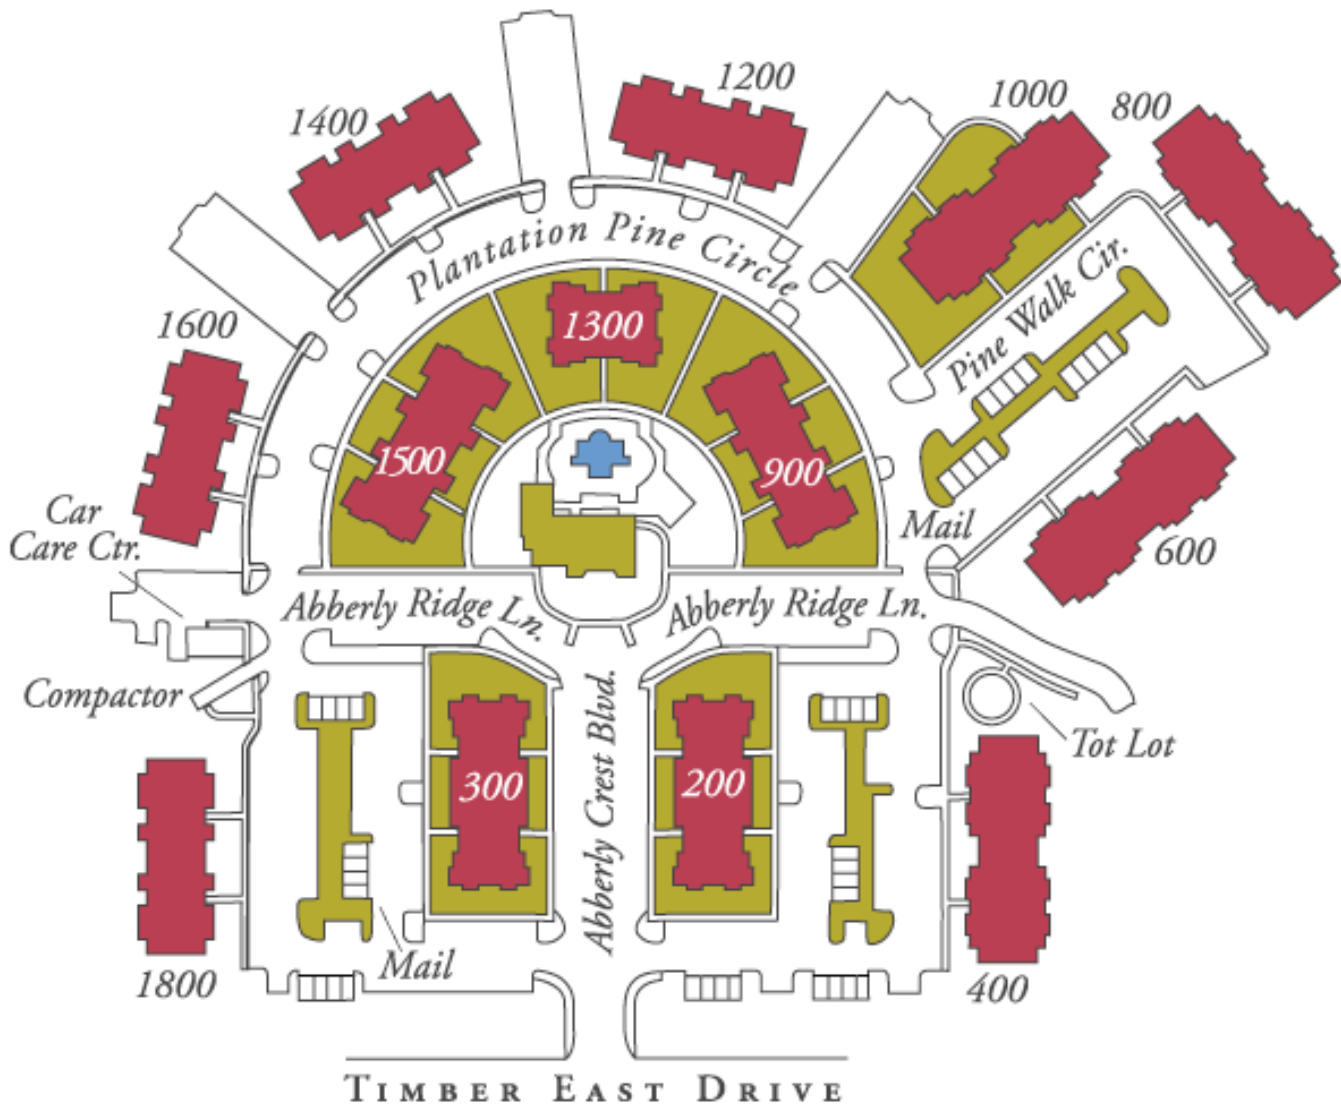 1200
1000
800
1400
Plantation Pine Circle
1600
1300
Pine Walk Cir.
1500
900
Car
Care Ctr.
Mail
600
Abberly Ridge Ln.
Abberly Ridge Ln.
Compactor
Abberly Crest Blvd.
Tot Lot
300
200
Mail
1800
400
TIMBER EAST DRIVE